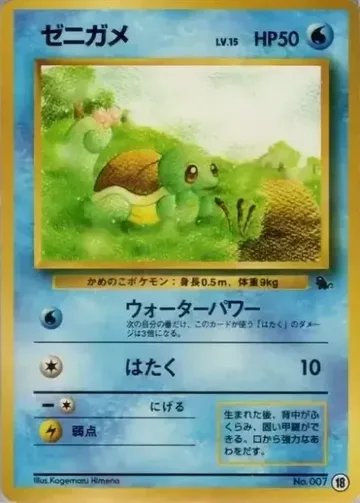 ゼニガメ LV.15 HP50
かめのこポケモン：身長0.5m、体重9kg
ウォーターパワー
次の自分の番だけ、このカードが使う「はたく」のダメ
ージは3倍になる。
はたく 10
にげる
弱点
生まれた後、背中がふ
くらみ、固い甲羅がで
きる、口から強力なあ
わをだす。
Illus. Kagemaru Himeno No. 007 18